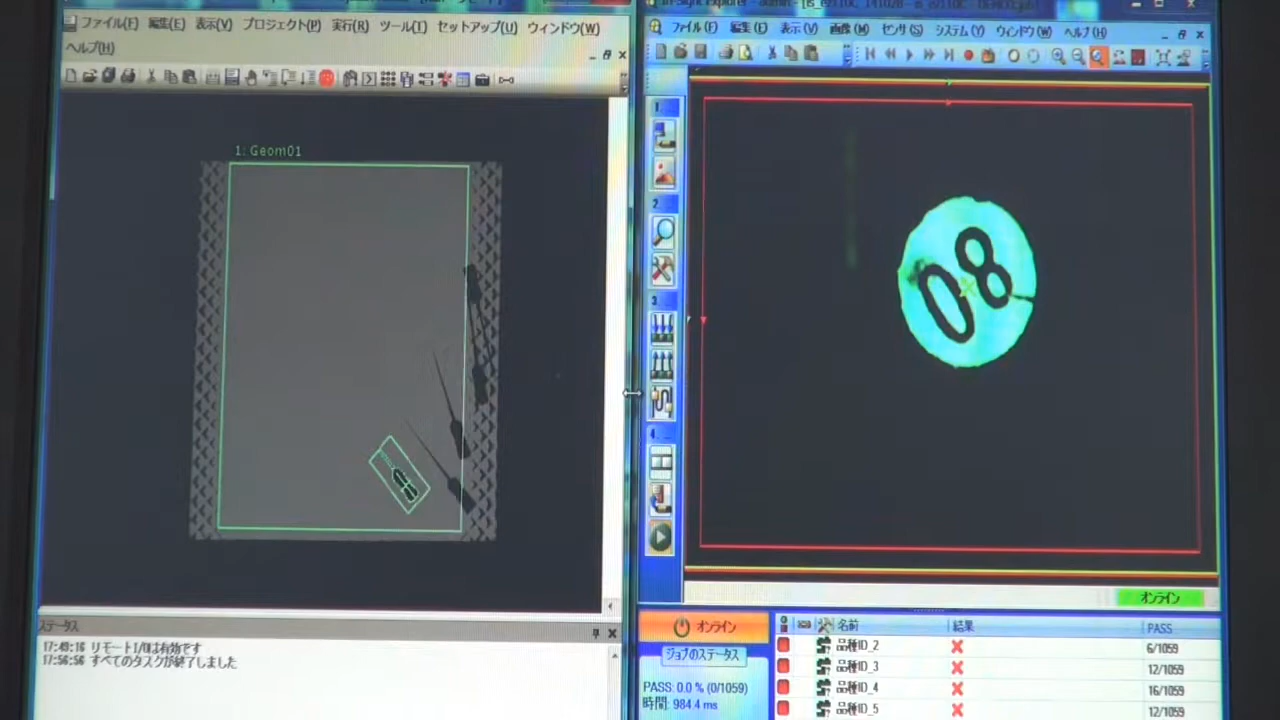 ファイル(F) 編集(E) 表示(V) プロジェクト(P) 実行(R) ツール(T) セットアップ(U) ウィンドウ(W)
ヘルプ(H)
1: Geom01
ステータス
17:49:16 リモートI/Oは有効です
17:56:56 すべてのタスクが終了しました
ファイル(F) 編集(E) 表示(V) 画像(M) センサ(S) システム(Y) ウィンドウ(W) ヘルプ(H)
1
2
3
4
08
オンライン
オンライン
ジョブのステータス
PASS: 0.0 % (0/1059)
時間: 984.4 ms
名前 結果 PASS
品種ID_2 6/1059
品種ID_3 12/1059
品種ID_4 16/1059
品種ID_5 12/1059